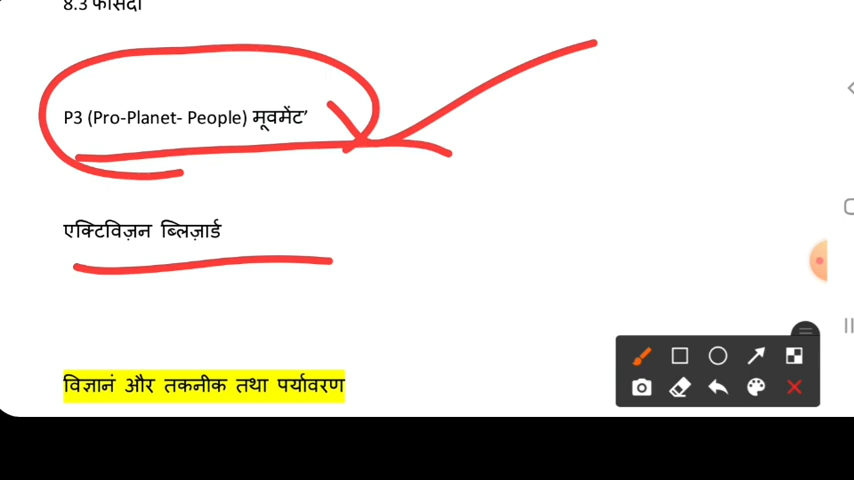 8.3 फीसदी
P3 (Pro-Planet- People) मूवमेंट’
एक्टिविज़न ब्लिज़ार्ड
विज्ञानं और तकनीक तथा पर्यावरण